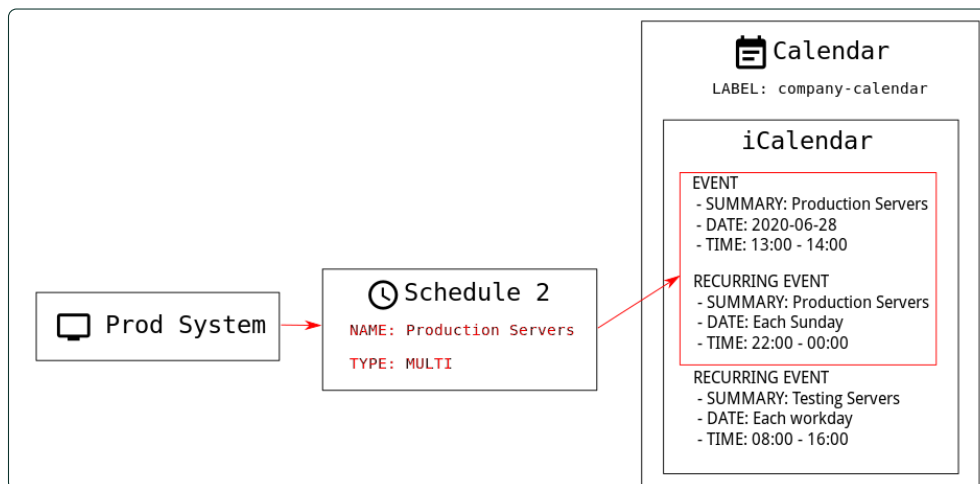 Calendar
LABEL: company-calendar
iCalendar
EVENT
- SUMMARY: Production Servers
- DATE: 2020-06-28
- TIME: 13:00 - 14:00
RECURRING EVENT
- SUMMARY: Production Servers
- DATE: Each Sunday
- TIME: 22:00 - 00:00
RECURRING EVENT
- SUMMARY: Testing Servers
- DATE: Each workday
- TIME: 08:00 - 16:00
Schedule 2
NAME: Production Servers
TYPE: MULTI
Prod System